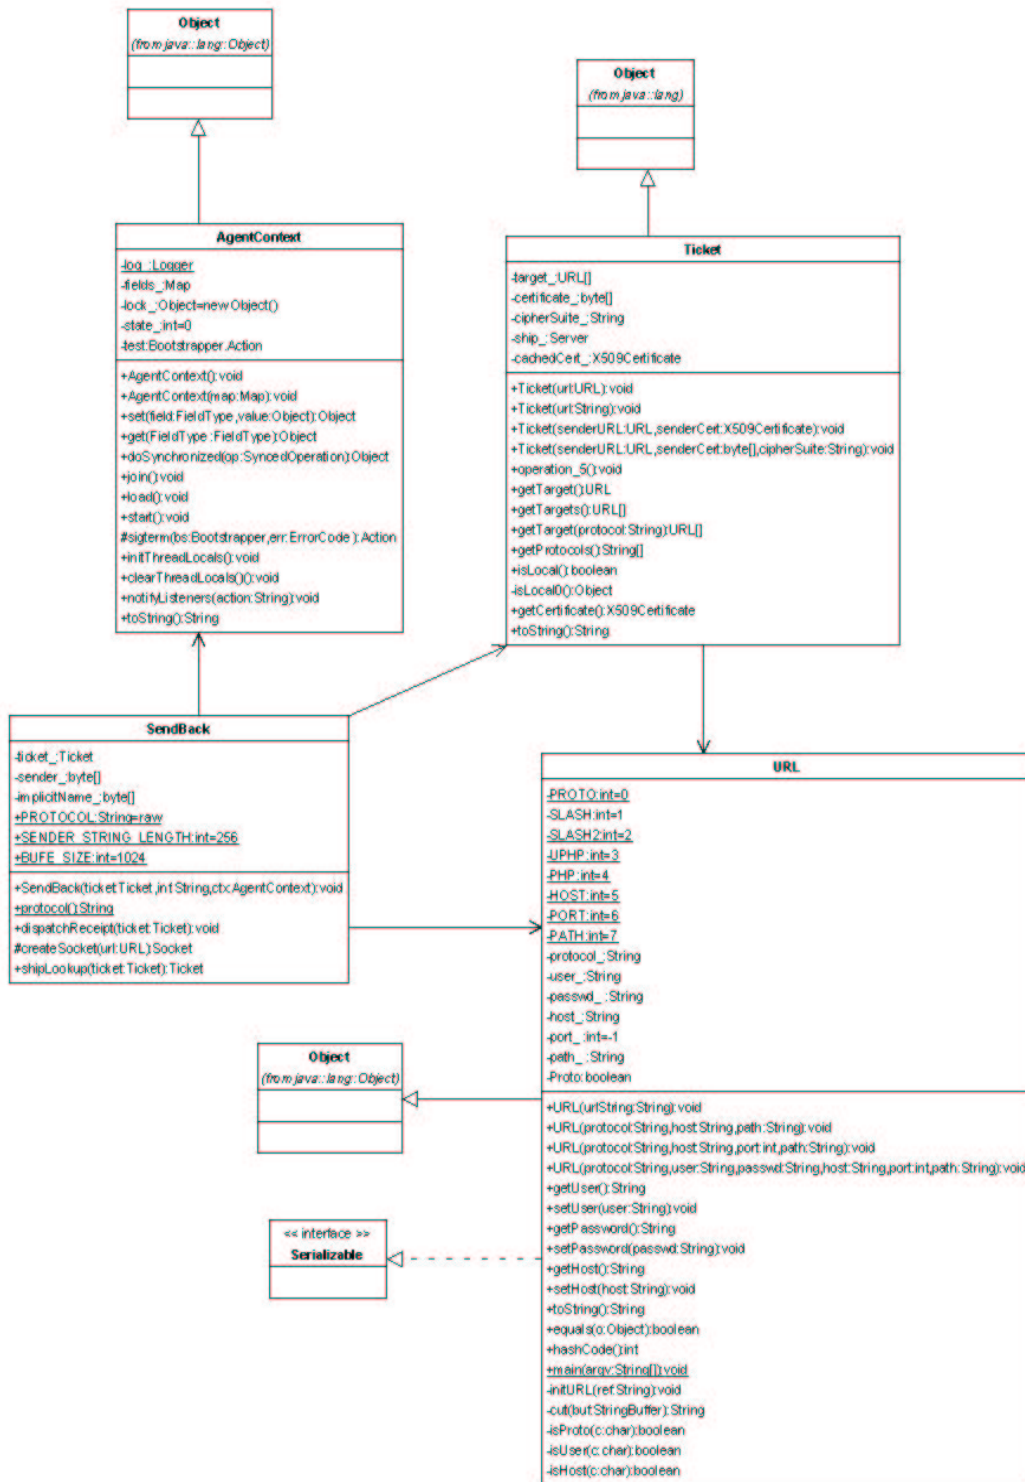 Object
(from java::lang::Object)
Object
(from java::lang)
AgentContext
-log_:Logger
-fields_:Map
-lock_:Object=new Object()
-state_:int=0
-test:Bootstrapper.Action
+AgentContext():void
+AgentContext(map:Map):void
+set(field:FieldType,value:Object):Object
+get(FieldType:FieldType):Object
+doSynchronized(op:SyncedOperation):Object
+join():void
+load():void
+start():void
#sigterm(bs:Bootstrapper,err:ErrorCode):Action
+initThreadLocals():void
+clearThreadLocals()():void
+notifyListeners(action:String):void
+toString():String
Ticket
-target_:URL[]
-certificate_:byte[]
-cipherSuite_:String
-ship_:Server
-cachedCert_:X509Certificate
+Ticket(url:URL):void
+Ticket(url:String):void
+Ticket(senderURL:URL,senderCert:X509Certificate):void
+Ticket(senderURL:URL,senderCert:byte[],cipherSuite:String):void
+operation_5():void
+getTarget():URL
+getTargets():URL[]
+getTarget(protocol:String):URL[]
+getProtocols():String[]
+isLocal():boolean
-isLocal0():Object
+getCertificate():X509Certificate
+toString():String
SendBack
-ticket_:Ticket
-sender_:byte[]
-implicitName_:byte[]
+PROTOCOL:String=raw
+SENDER_STRING_LENGTH:int=256
+BUFE_SIZE:int=1024
+SendBack(ticket:Ticket,in:String,ctx:AgentContext):void
+protocol():String
+dispatchReceipt(ticket:Ticket):void
#createSocket(url:URL):Socket
+shipLookup(ticket:Ticket):Ticket
URL
-PROTO:int=0
-SLASH:int=1
-SLASH2:int=2
-UPHP:int=3
-PHP:int=4
-HOST:int=5
-PORT:int=6
-PATH:int=7
-protocol_:String
-user_:String
-passwd_:String
-host_:String
-port_:int=-1
-path_:String
-Proto:boolean
+URL(urlString:String):void
+URL(protocol:String,host:String,path:String):void
+URL(protocol:String,host:String,port:int,path:String):void
+URL(protocol:String,user:String,passwd:String,host:String,port:int,path:String):void
+getUser():String
+setUser(user:String):void
+getPassword():String
+setPassword(passwd:String):void
+getHost():String
+setHost(host:String):void
+toString():String
+equals(o:Object):boolean
+hashCode():int
+main(argv:String[]):void
-initURL(ref:String):void
-cut(but:StringBuffer):String
-isProto(c:char):boolean
-isUser(c:char):boolean
-isHost(c:char):boolean
Object
(from java::lang::Object)
<< interface >>
Serializable